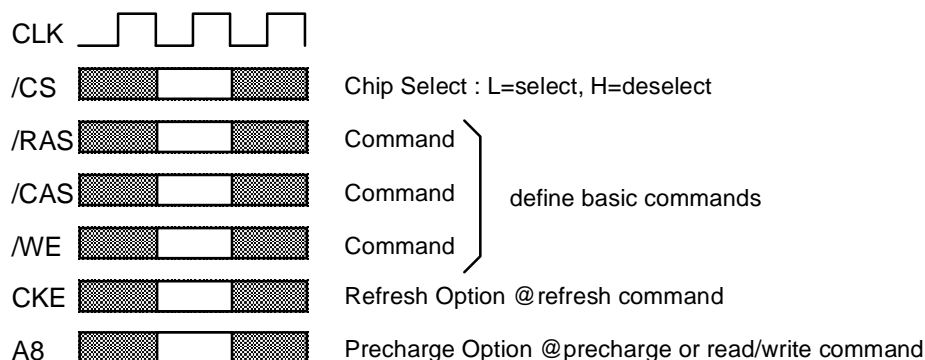 CLK
/CS Chip Select : L=select, H=deselect
/RAS Command
/CAS Command define basic commands
/WE Command
CKE Refresh Option @refresh command
A8 Precharge Option @precharge or read/write command